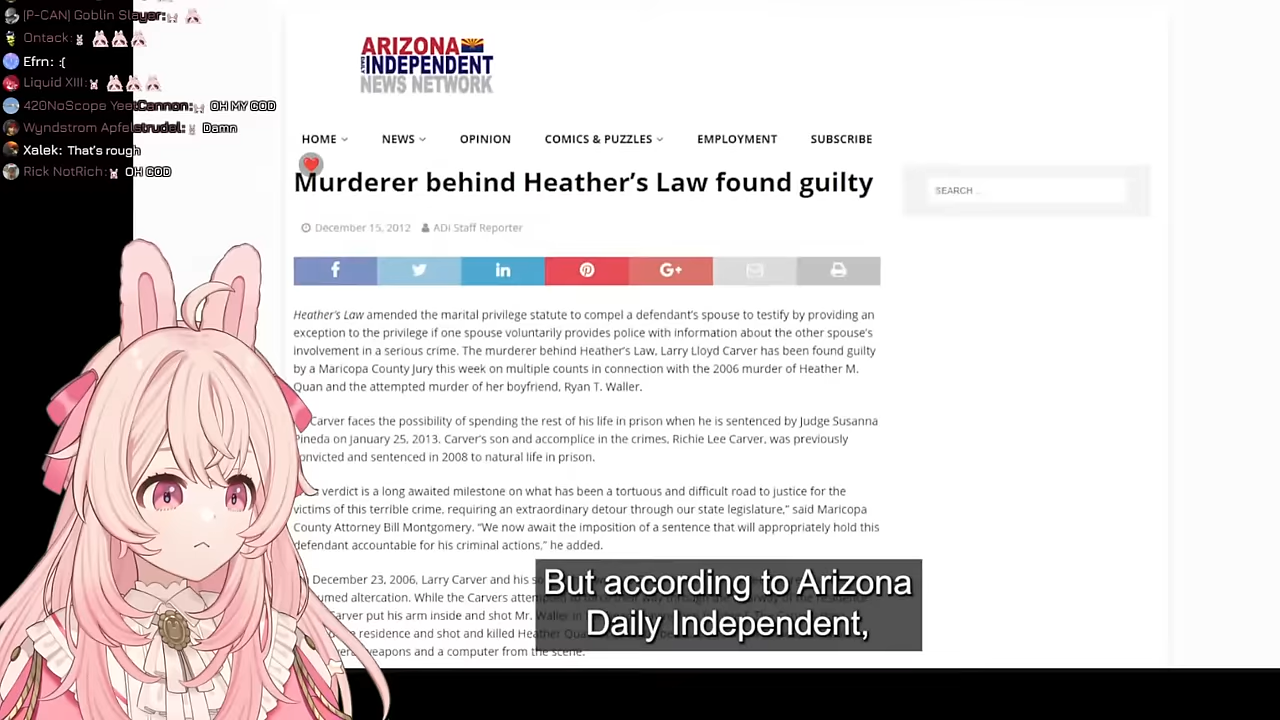 [P-CAN] Goblin Slayer:
Ontack:
Efrn: :(
Liquid XIII:
420NoScope YeetCannon: OH MY GOD
Wyndstrom Apfelstrudel: Damn
Xalek: That's rough
Rick NotRich: OH GOD
ARIZONA
DAILY INDEPENDENT
NEWS NETWORK
HOME NEWS OPINION COMICS & PUZZLES EMPLOYMENT SUBSCRIBE
Murderer behind Heather's Law found guilty
SEARCH ...
December 15, 2012 ADI Staff Reporter
Heather's Law amended the marital privilege statute to compel a defendant's spouse to testify by providing an
exception to the privilege if one spouse voluntarily provides police with information about the other spouse's
involvement in a serious crime. The murderer behind Heather's Law, Larry Lloyd Carver has been found guilty
by a Maricopa County Jury this week on multiple counts in connection with the 2006 murder of Heather M.
Quan and the attempted murder of her boyfriend, Ryan T. Waller.
Carver faces the possibility of spending the rest of his life in prison when he is sentenced by Judge Susanna
Pineda on January 25, 2013. Carver's son and accomplice in the crimes, Richie Lee Carver, was previously
convicted and sentenced in 2008 to natural life in prison.
verdict is a long awaited milestone on what has been a tortuous and difficult road to justice for the
victims of this terrible crime, requiring an extraordinary detour through our state legislature," said Maricopa
County Attorney Bill Montgomery. "We now await the imposition of a sentence that will appropriately hold this
defendant accountable for his criminal actions," he added.
December 23, 2006, Larry Carver and his
altercation. While the Carvers
Carver put his arm inside and shot Mr.
residence and shot and killed Heather
weapons and a computer from the scene.
But according to Arizona
Daily Independent,